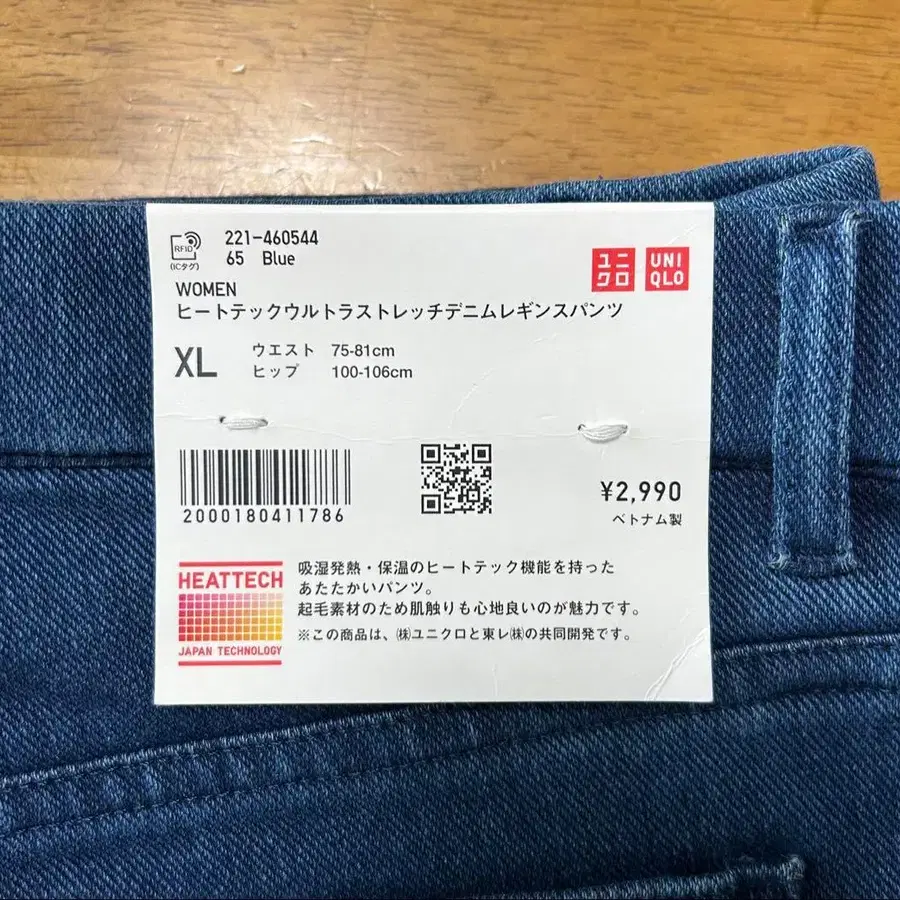 RFID
(ICタグ)
221-460544
65 Blue
ユニ
クロ
UNI
QLO
WOMEN
ヒートテックウルトラストレッチデニムレギンスパンツ
XL
ウエスト 75-81cm
ヒップ 100-106cm
2000180411786
¥2,990
ベトナム製
HEATTECH
JAPAN TECHNOLOGY
吸湿発熱・保温のヒートテック機能を持った
あたたかいパンツ。
起毛素材のため肌触りも心地良いのが魅力です。
※この商品は、㈱ユニクロと東レ㈱の共同開発です。